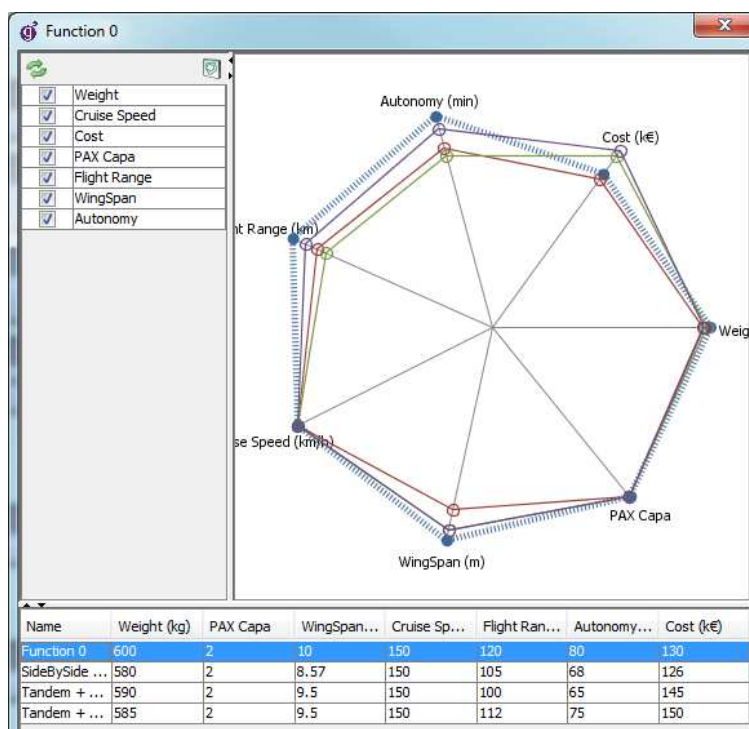 Function 0
Weight
Cruise Speed
Cost
PAX Capa
Flight Range
WingSpan
Autonomy
Autonomy (min)
Cost (k€)
ht Range (km)
Weig
se Speed (km/h)
PAX Capa
WingSpan (m)
Name Weight (kg) PAX Capa WingSpan... Cruise Sp... Flight Ran... Autonomy... Cost (k€)
Function 0 600 2 10 150 120 80 130
SideBySide ... 580 2 8.57 150 105 68 126
Tandem + ... 590 2 9.5 150 100 65 145
Tandem + ... 585 2 9.5 150 112 75 150